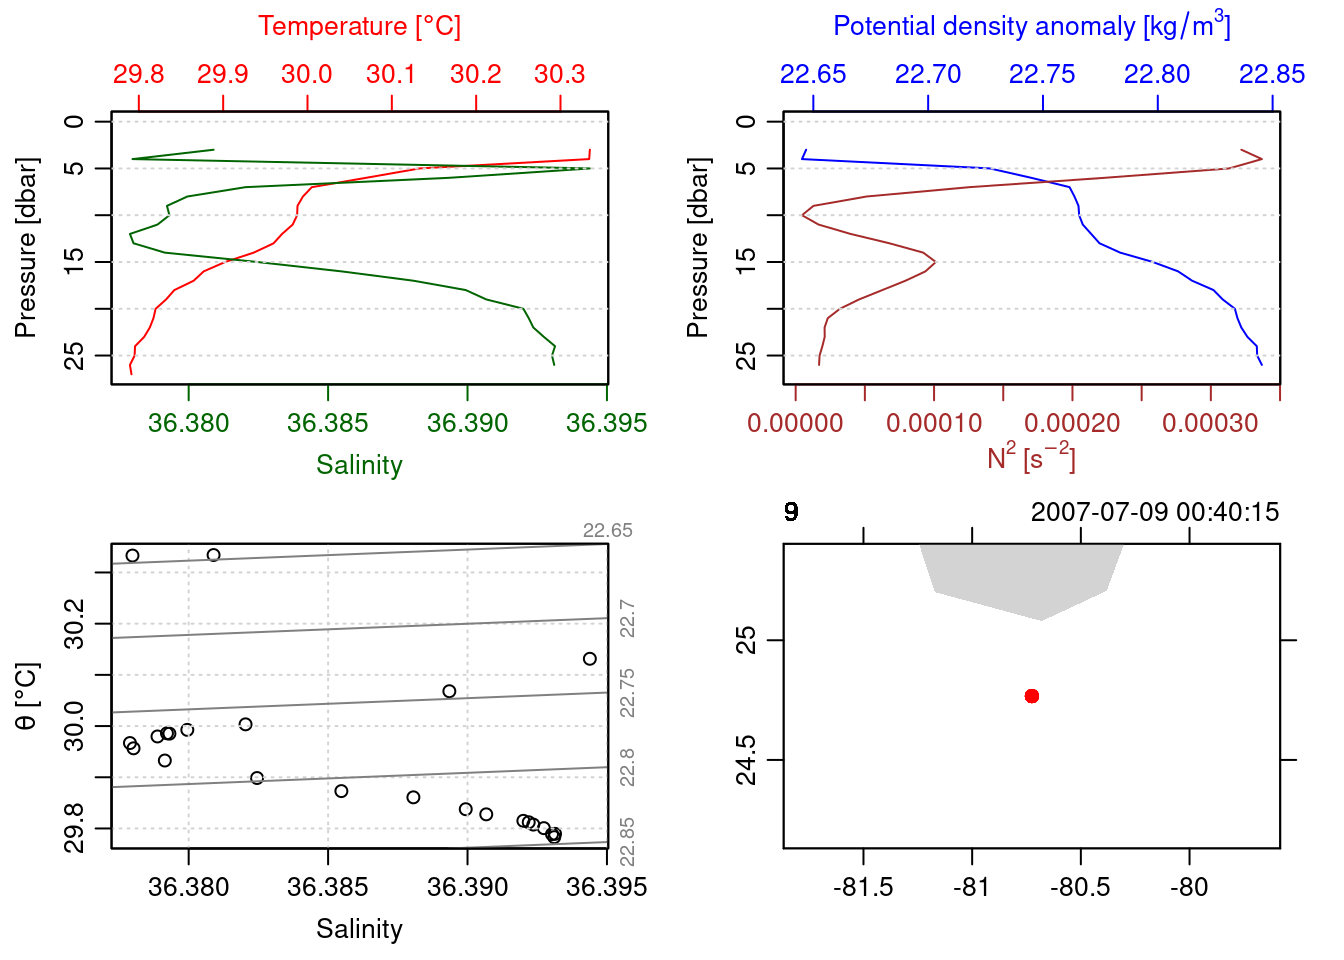 Temperature [°C]
29.8 29.9 30.0 30.1 30.2 30.3
0
5
15
25
Pressure [dbar]
36.380 36.385 36.390 36.395
Salinity
Potential density anomaly [kg/m³]
22.65 22.70 22.75 22.80 22.85
0
5
15
25
Pressure [dbar]
0.00000 0.00010 0.00020 0.00030
N² [s⁻²]
22.65
22.7
22.75
22.8
22.85
30.2
30.0
29.8
θ [°C]
36.380 36.385 36.390 36.395
Salinity
2007-07-09 00:40:15
25
24.5
-81.5 -81 -80.5 -80